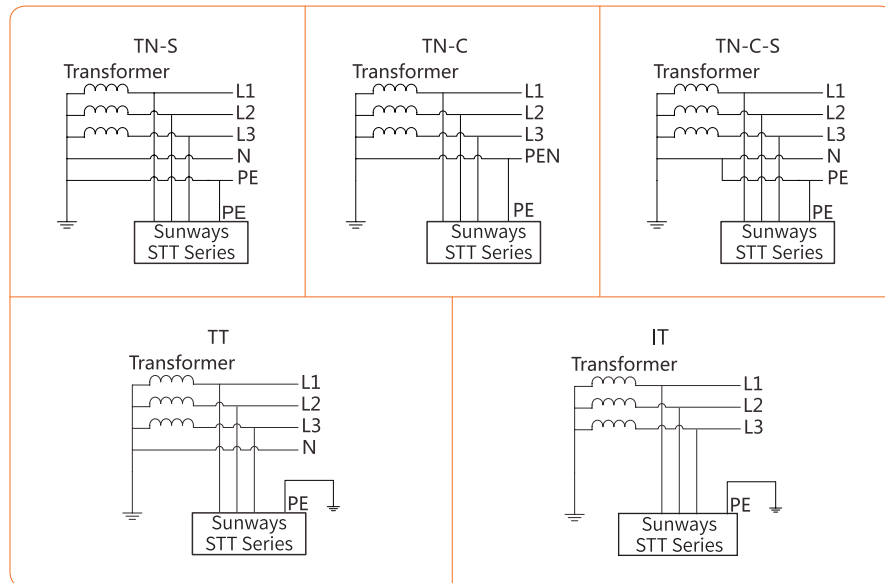 TN-S
Transformer
L1
L2
L3
N
PE
PE
Sunways
STT Series
TN-C
L1
L2
L3
PEN
PE
Sunways
STT Series
TN-C-S
Transformer
L1
L2
L3
N
PE
PE
Sunways
STT Series
TT
Transformer
L1
L2
L3
N
PE
Sunways
STT Series
IT
Transformer
L1
L2
L3
PE
Sunways
STT Series